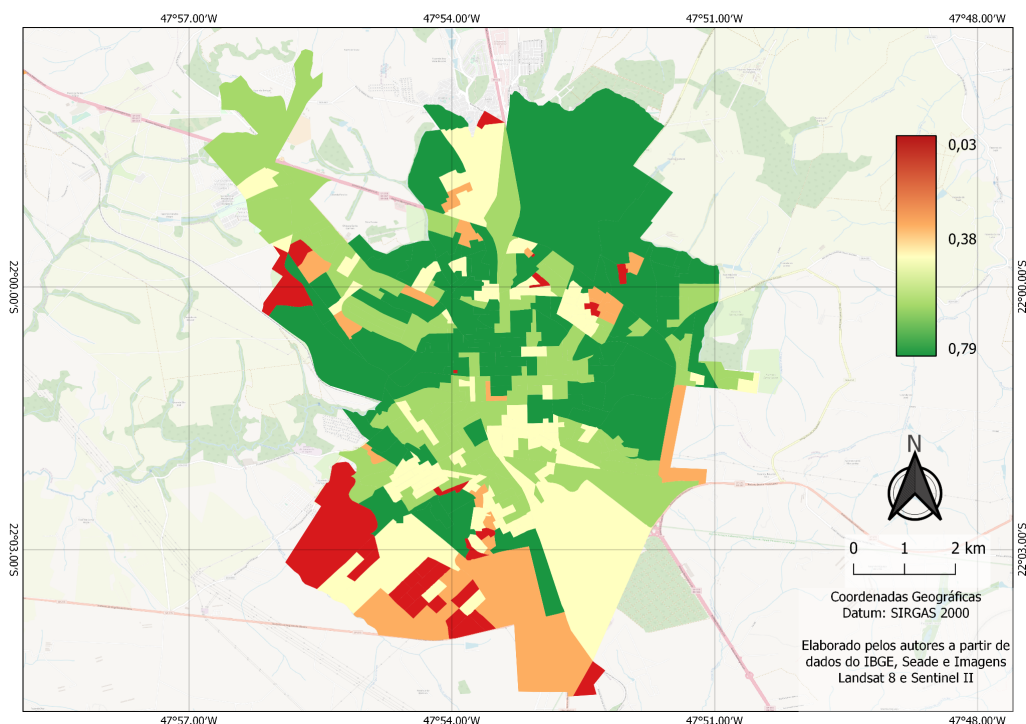 47°57.00'W 47°54.00'W 47°51.00'W 47°48.00'W
0,03
0,38
0,79
22°00.00'S 22°00.00'S
N
22°03.00'S 22°03.00'S
0 1 2 km
Coordenadas Geográficas
Datum: SIRGAS 2000
Elaborado pelos autores a partir de
dados do IBGE, Seade e Imagens
Landsat 8 e Sentinel II
47°57.00'W 47°54.00'W 47°51.00'W 47°48.00'W